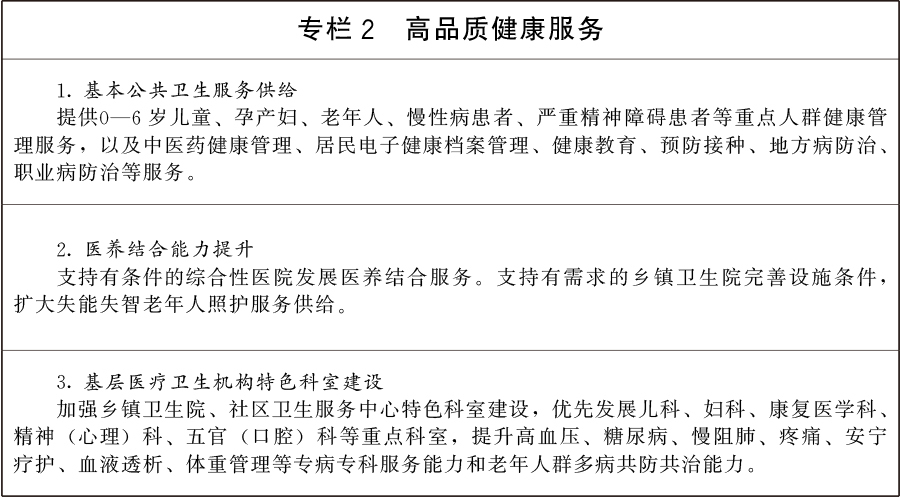 专栏2　高品质健康服务
1. 基本公共卫生服务供给
提供0—6岁儿童、孕产妇、老年人、慢性病患者、严重精神障碍患者等重点人群健康管
理服务，以及中医药健康管理、居民电子健康档案管理、健康教育、预防接种、地方病防治、
职业病防治等服务。
2. 医养结合能力提升
支持有条件的综合性医院发展医养结合服务。支持有需求的乡镇卫生院完善设施条件，
扩大失能失智老年人照护服务供给。
3. 基层医疗卫生机构特色科室建设
加强乡镇卫生院、社区卫生服务中心特色科室建设，优先发展儿科、妇科、康复医学科、
精神（心理）科、五官（口腔）科等重点科室，提升高血压、糖尿病、慢阻肺、疼痛、安宁
疗护、血液透析、体重管理等专病专科服务能力和老年人群多病共防共治能力。